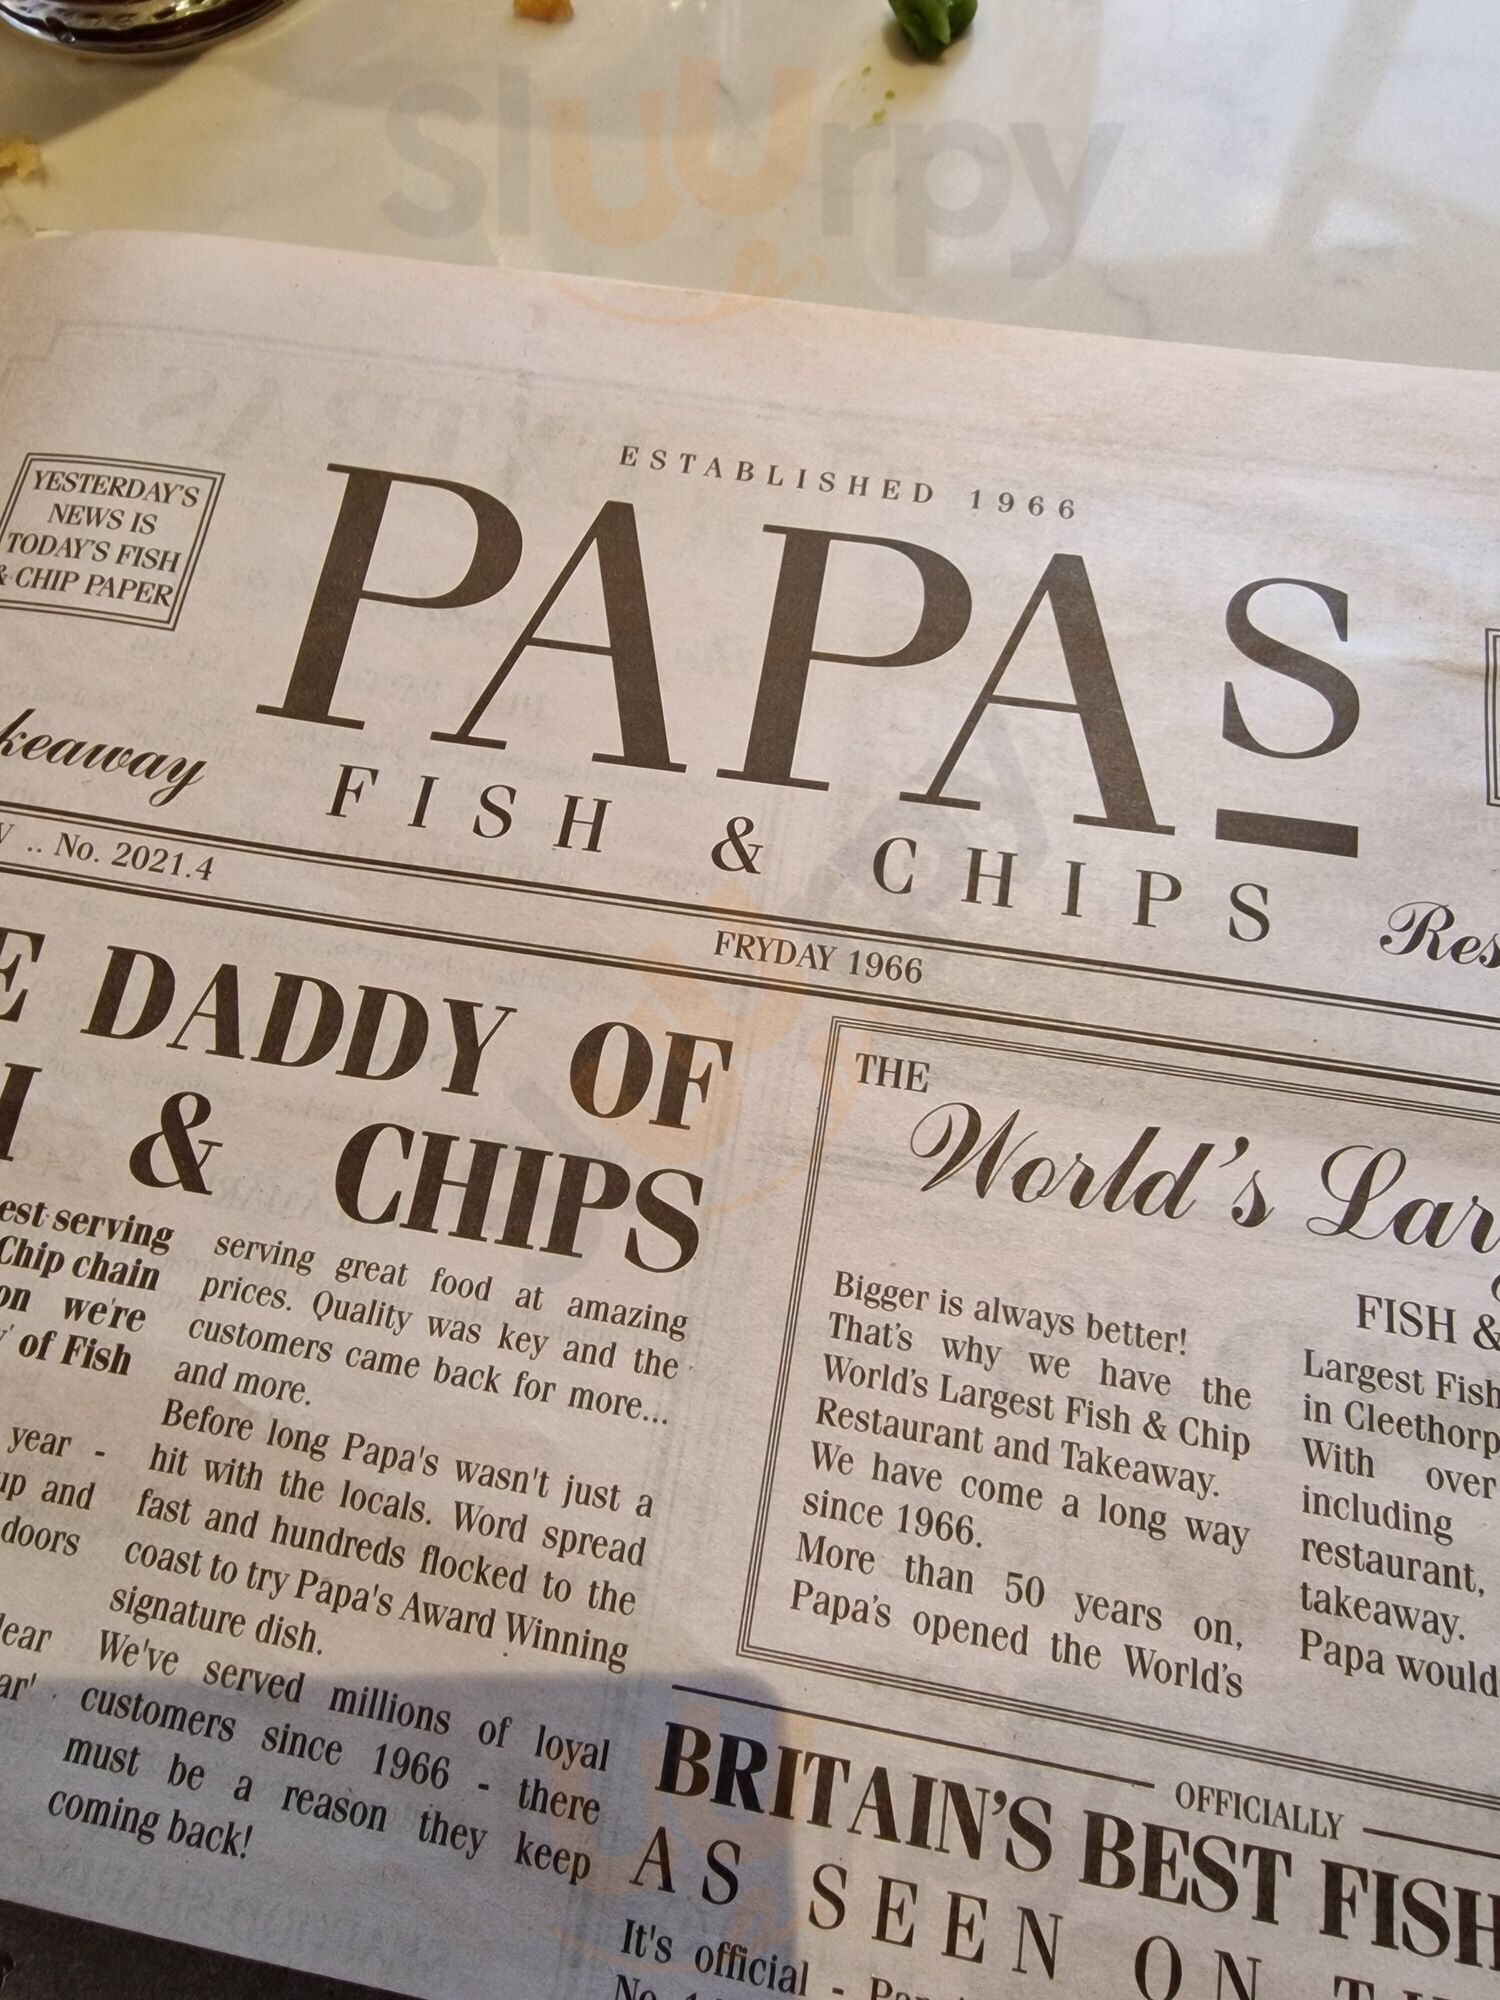 Sluurpy
ESTABLISHED 1966
YESTERDAY'S
NEWS IS
TODAY'S FISH
& CHIP PAPER
PAPAS
FISH & CHIPS
No. 2021.4
FRYDAY 1966
DADDY OF
& CHIPS
serving
Chip chain
we're
of Fish
year -
up and
doors
serving great food at amazing
prices. Quality was key and the
customers came back for more...
and more.
Before long Papa's wasn't just a
hit with the locals. Word spread
fast and hundreds flocked to the
coast to try Papa's Award Winning
signature dish.
We've served millions of loyal
customers since 1966 - there
must be a reason they keep
coming back!
THE
World's
FISH &
Bigger is always better!
That's why we have the
World's Largest Fish & Chip
Restaurant and Takeaway.
We have come a long way
since 1966.
More than 50 years on,
Papa's opened the World's
Largest Fish
in
With over
including
restaurant,
takeaway.
Papa would
OFFICIALLY
BRITAIN'S BEST FISH
AS SEEN ON
It's official -
No.